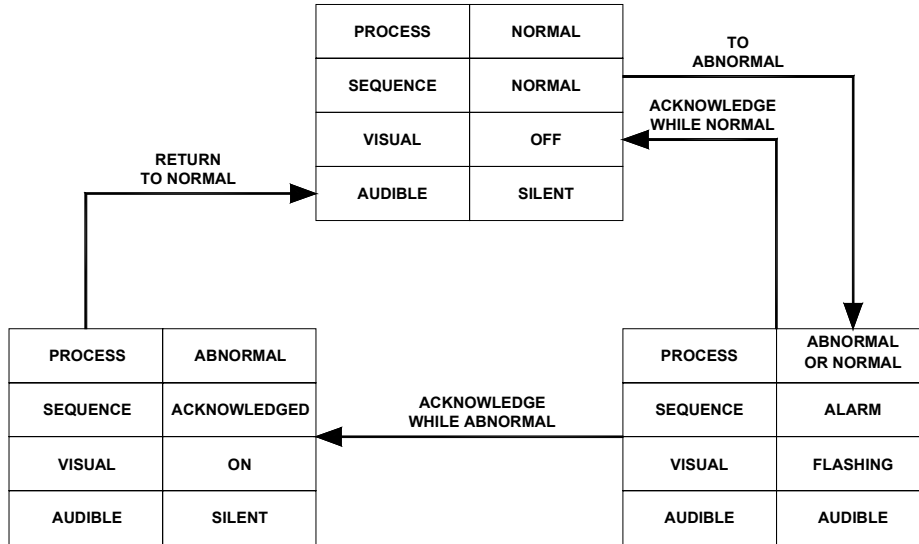 PROCESS NORMAL
SEQUENCE NORMAL
VISUAL OFF
AUDIBLE SILENT
TO
ABNORMAL
ACKNOWLEDGE
WHILE NORMAL
RETURN
TO NORMAL
PROCESS ABNORMAL
SEQUENCE ACKNOWLEDGED
VISUAL ON
AUDIBLE SILENT
ACKNOWLEDGE
WHILE ABNORMAL
PROCESS ABNORMAL
OR NORMAL
SEQUENCE ALARM
VISUAL FLASHING
AUDIBLE AUDIBLE